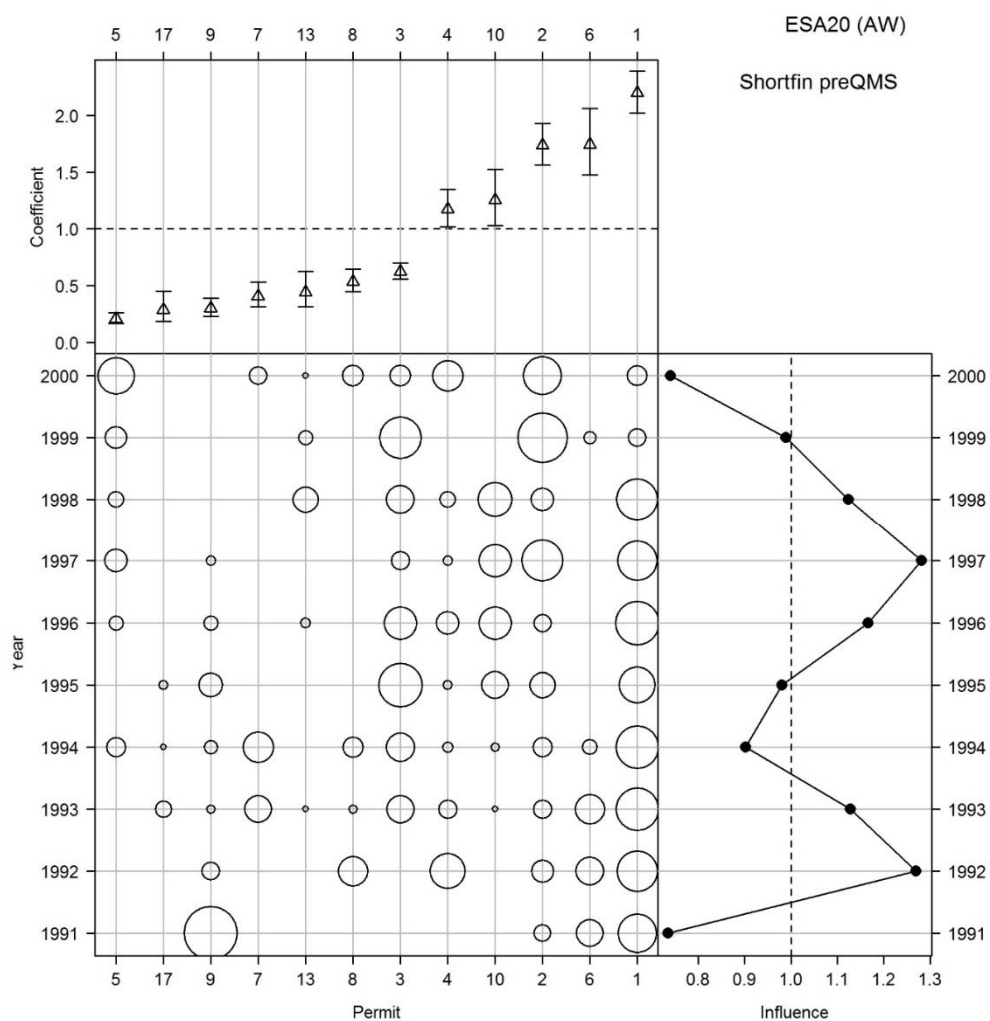 ESA20 (AW)
Shortfin preQMS
5 17 9 7 13 8 3 4 10 2 6 1
Coefficient
2.0
1.5
1.0
0.5
0.0
Year
2000 2000
1999 1999
1998 1998
1997 1997
1996 1996
1995 1995
1994 1994
1993 1993
1992 1992
1991 1991
5 17 9 7 13 8 3 4 10 2 6 1 0.8 0.9 1.0 1.1 1.2 1.3
Permit Influence